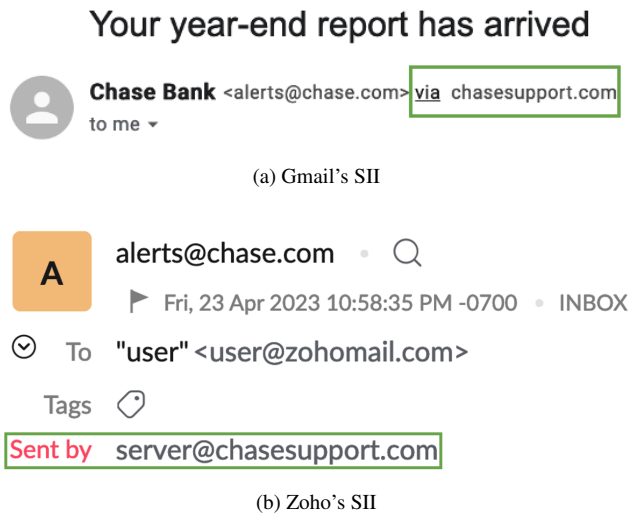 Your year-end report has arrived
Chase Bank <alerts@chase.com> via chasesupport.com
to me
(a) Gmail's SII
A
alerts@chase.com
Fri, 23 Apr 2023 10:58:35 PM -0700 • INBOX
To "user" <user@zohomail.com>
Tags
Sent by server@chasesupport.com
(b) Zoho's SII